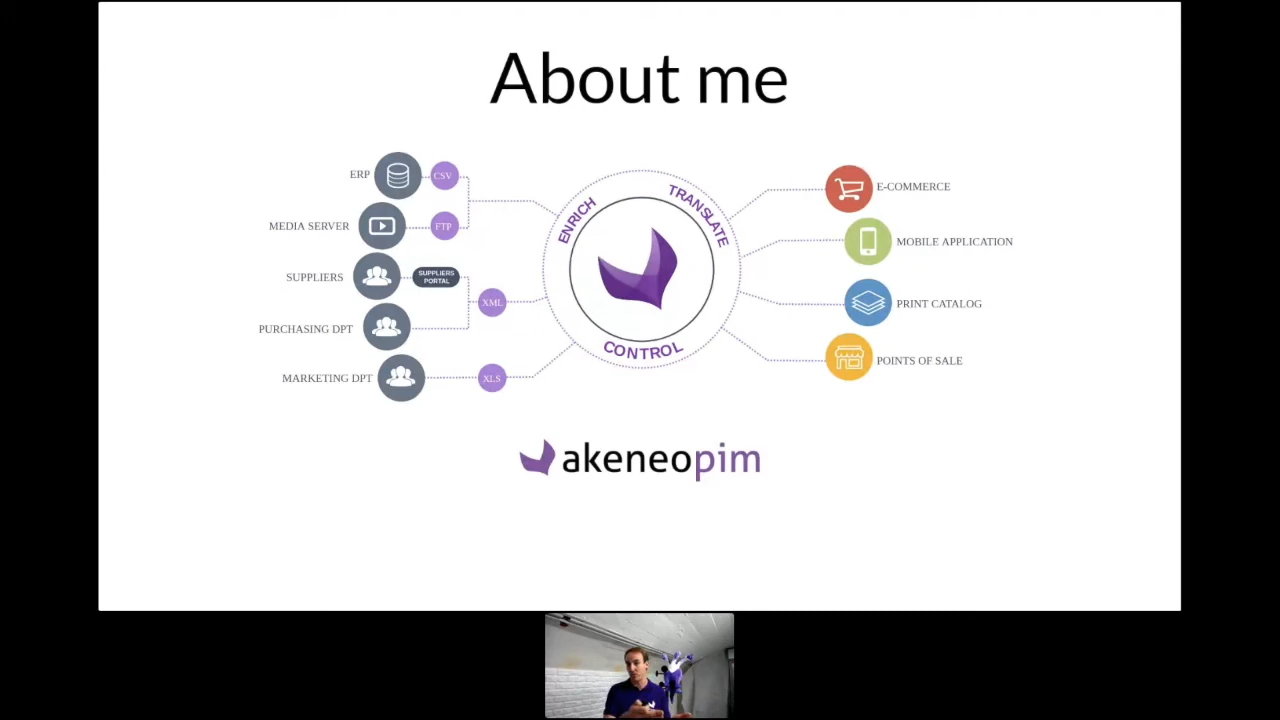 About me
ERP
CSV
MEDIA SERVER
FTP
SUPPLIERS
SUPPLIERS
PORTAL
XML
PURCHASING DPT
MARKETING DPT
XLS
ENRICH
TRANSLATE
CONTROL
E-COMMERCE
MOBILE APPLICATION
PRINT CATALOG
POINTS OF SALE
akeneopim